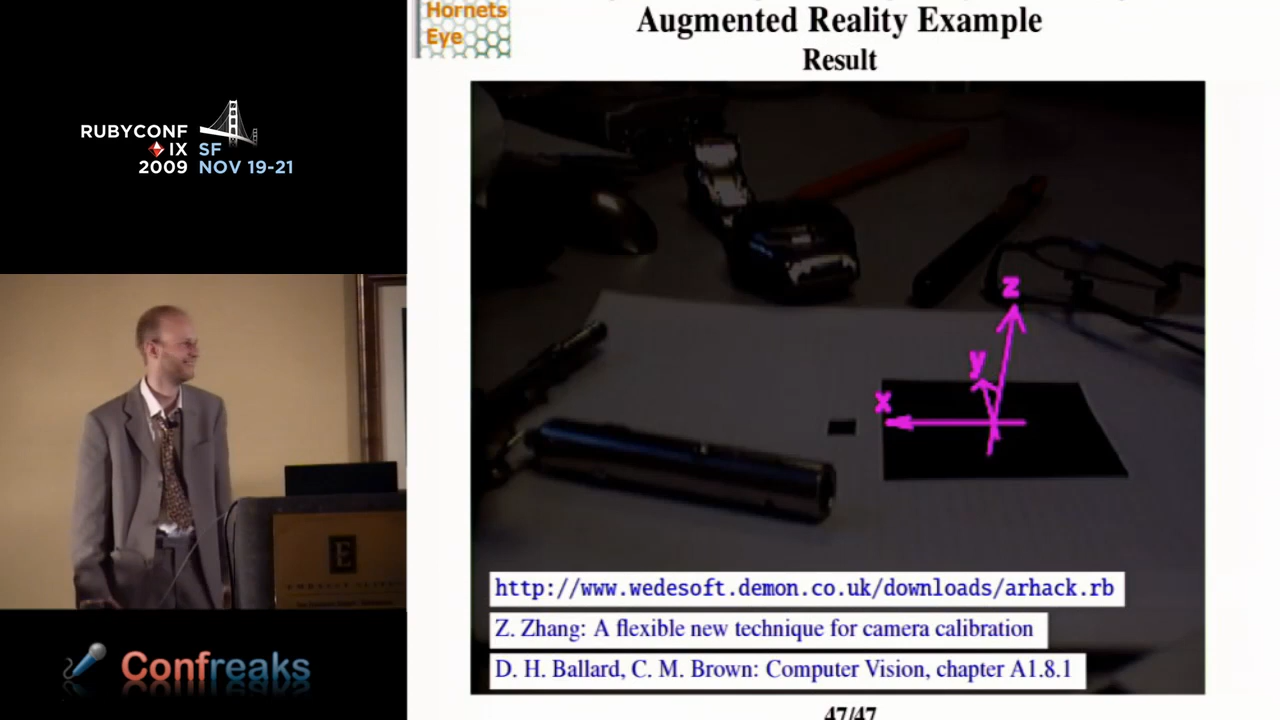 Hornets
Eye
Augmented Reality Example
Result
RUBYCONF
IX SF
2009 NOV 19-21
z
y
x
E
EMBASSY SUITES
http://www.wedesoft.demon.co.uk/downloads/arhack.rb
Z. Zhang: A flexible new technique for camera calibration
D. H. Ballard, C. M. Brown: Computer Vision, chapter A1.8.1
Confreaks
47/47